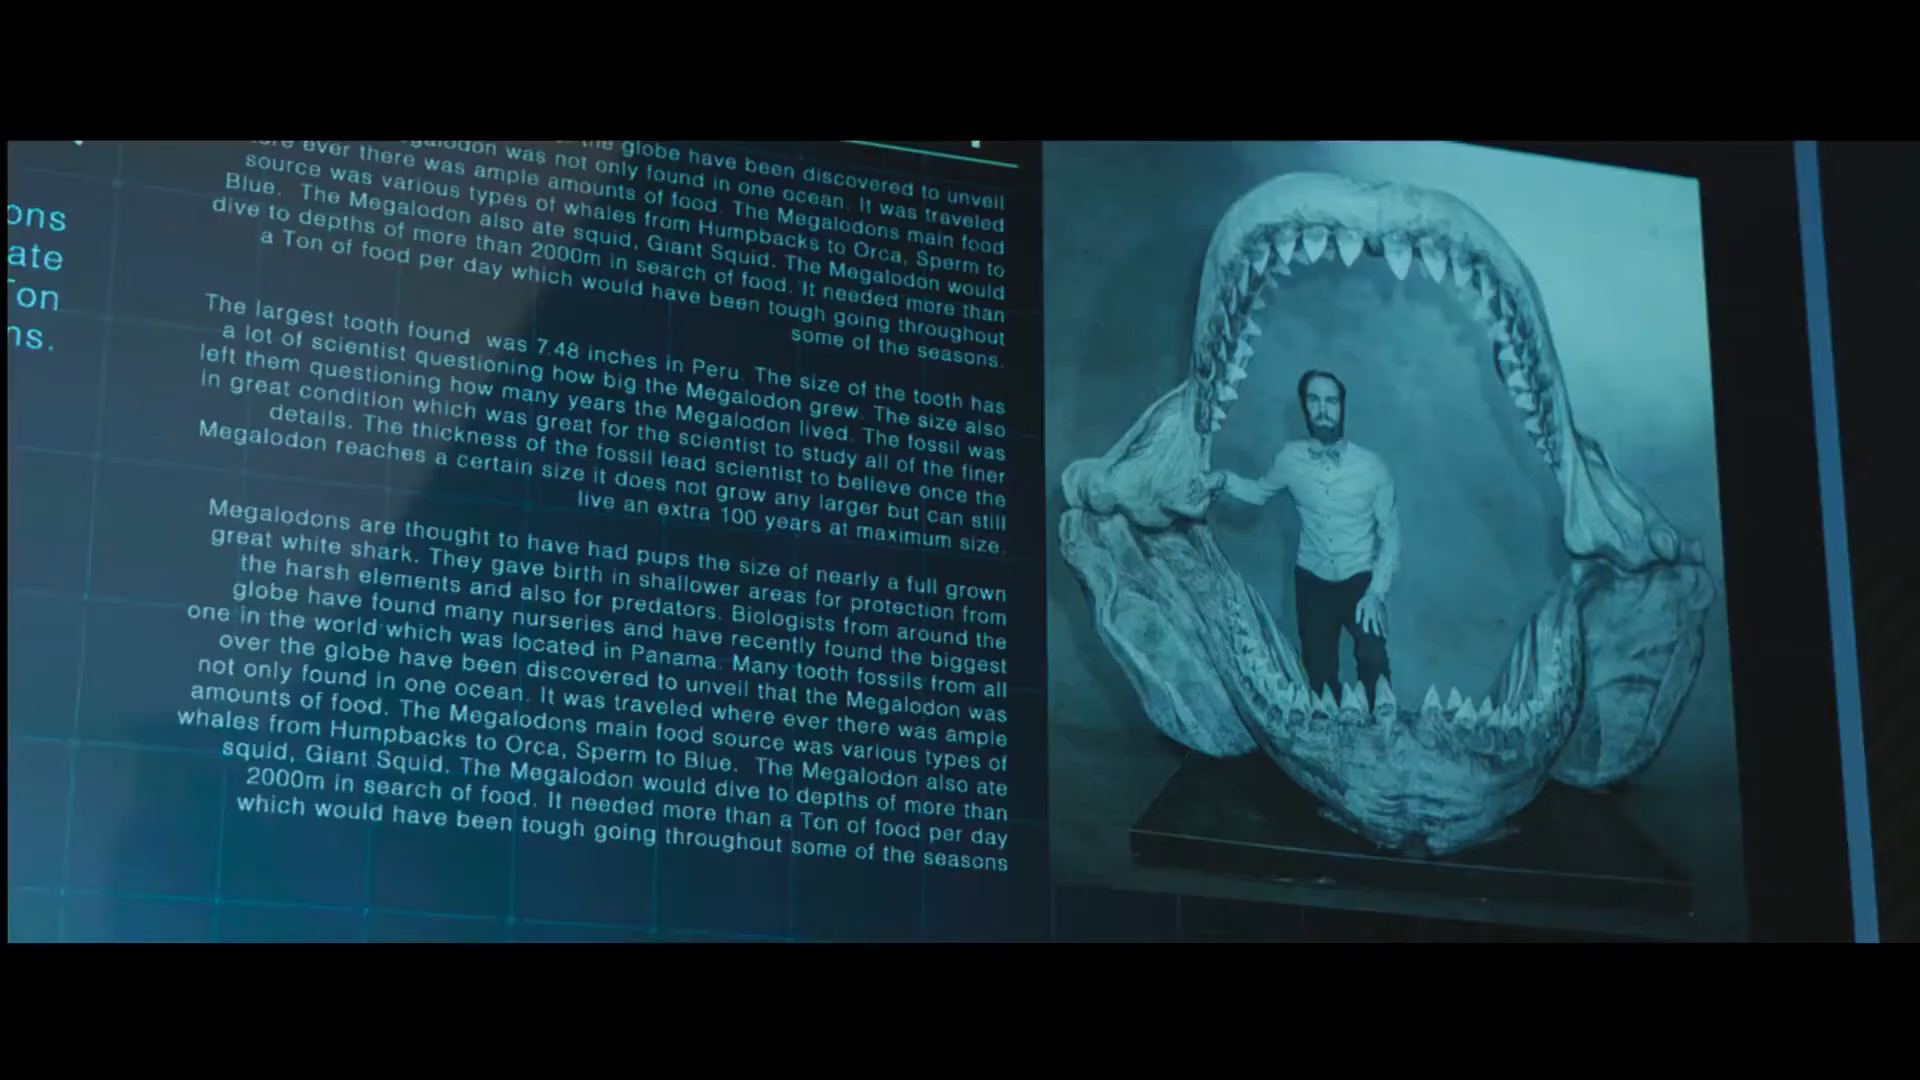 ons
ate
Ton
ns.
the globe have been discovered to unveil
was not only found in one ocean. It was traveled
ever there was ample amounts of food. The Megalodons main food
source was various types of whales from Humpbacks to Orca, Sperm to
Blue. The Megalodon also ate squid, Giant Squid. The Megalodon would
dive to depths of more than 2000m in search of food. It needed more than
a Ton of food per day which would have been tough going throughout
some of the seasons.
The largest tooth found was 7.48 inches in Peru. The size of the tooth has
a lot of scientist questioning how big the Megalodon grew. The size also
left them questioning how many years the Megalodon lived. The fossil was
in great condition which was great for the scientist to study all of the finer
details. The thickness of the fossil lead scientist to believe once the
Megalodon reaches a certain size it does not grow any larger but can still
live an extra 100 years at maximum size.
Megalodons are thought to have had pups the size of nearly a full grown
great white shark. They gave birth in shallower areas for protection from
the harsh elements and also for predators. Biologists from around the
globe have found many nurseries and have recently found the biggest
one in the world which was located in Panama. Many tooth fossils from all
over the globe have been discovered to unveil that the Megalodon was
not only found in one ocean. It was traveled where ever there was ample
amounts of food. The Megalodons main food source was various types of
whales from Humpbacks to Orca, Sperm to Blue. The Megalodon also ate
squid, Giant Squid. The Megalodon would dive to depths of more than
2000m in search of food. It needed more than a Ton of food per day
which would have been tough going throughout some of the seasons